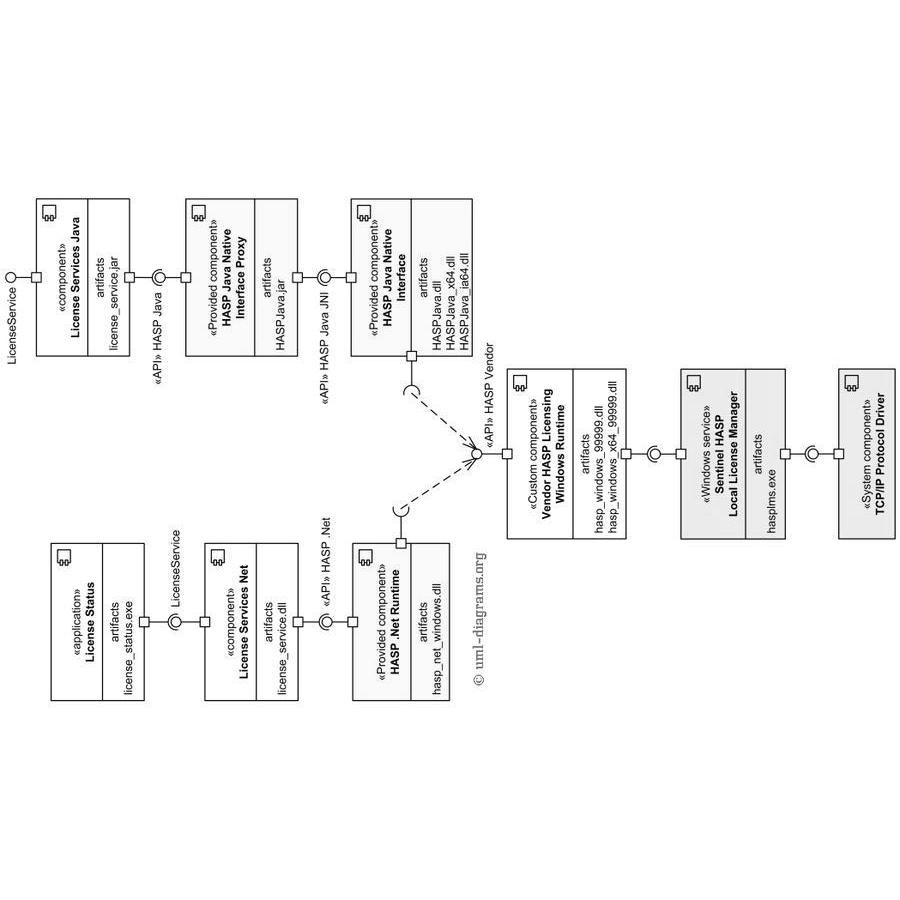 «application»
License Status
artifacts
license_status.exe
LicenseService
«component»
License Services Net
artifacts
license_service.dll
«API» HASP .Net
«Provided component»
HASP .Net Runtime
artifacts
hasp_net_windows.dll
LicenseService
«component»
License Services Java
artifacts
license_service.jar
«API» HASP Java
«Provided component»
HASP Java Native
Interface Proxy
artifacts
HASPJava.jar
«API» HASP Java JNI
«Provided component»
HASP Java Native
Interface
artifacts
HASPJava.dll
HASPJava_x64.dll
HASPJava_ia64.dll
«API» HASP Vendor
«Custom component»
Vendor HASP Licensing
Windows Runtime
artifacts
hasp_windows_99999.dll
hasp_windows_x64_99999.dll
«Windows service»
Sentinel HASP
Local License Manager
artifacts
hasplms.exe
«System component»
TCP/IP Protocol Driver
© uml-diagrams.org